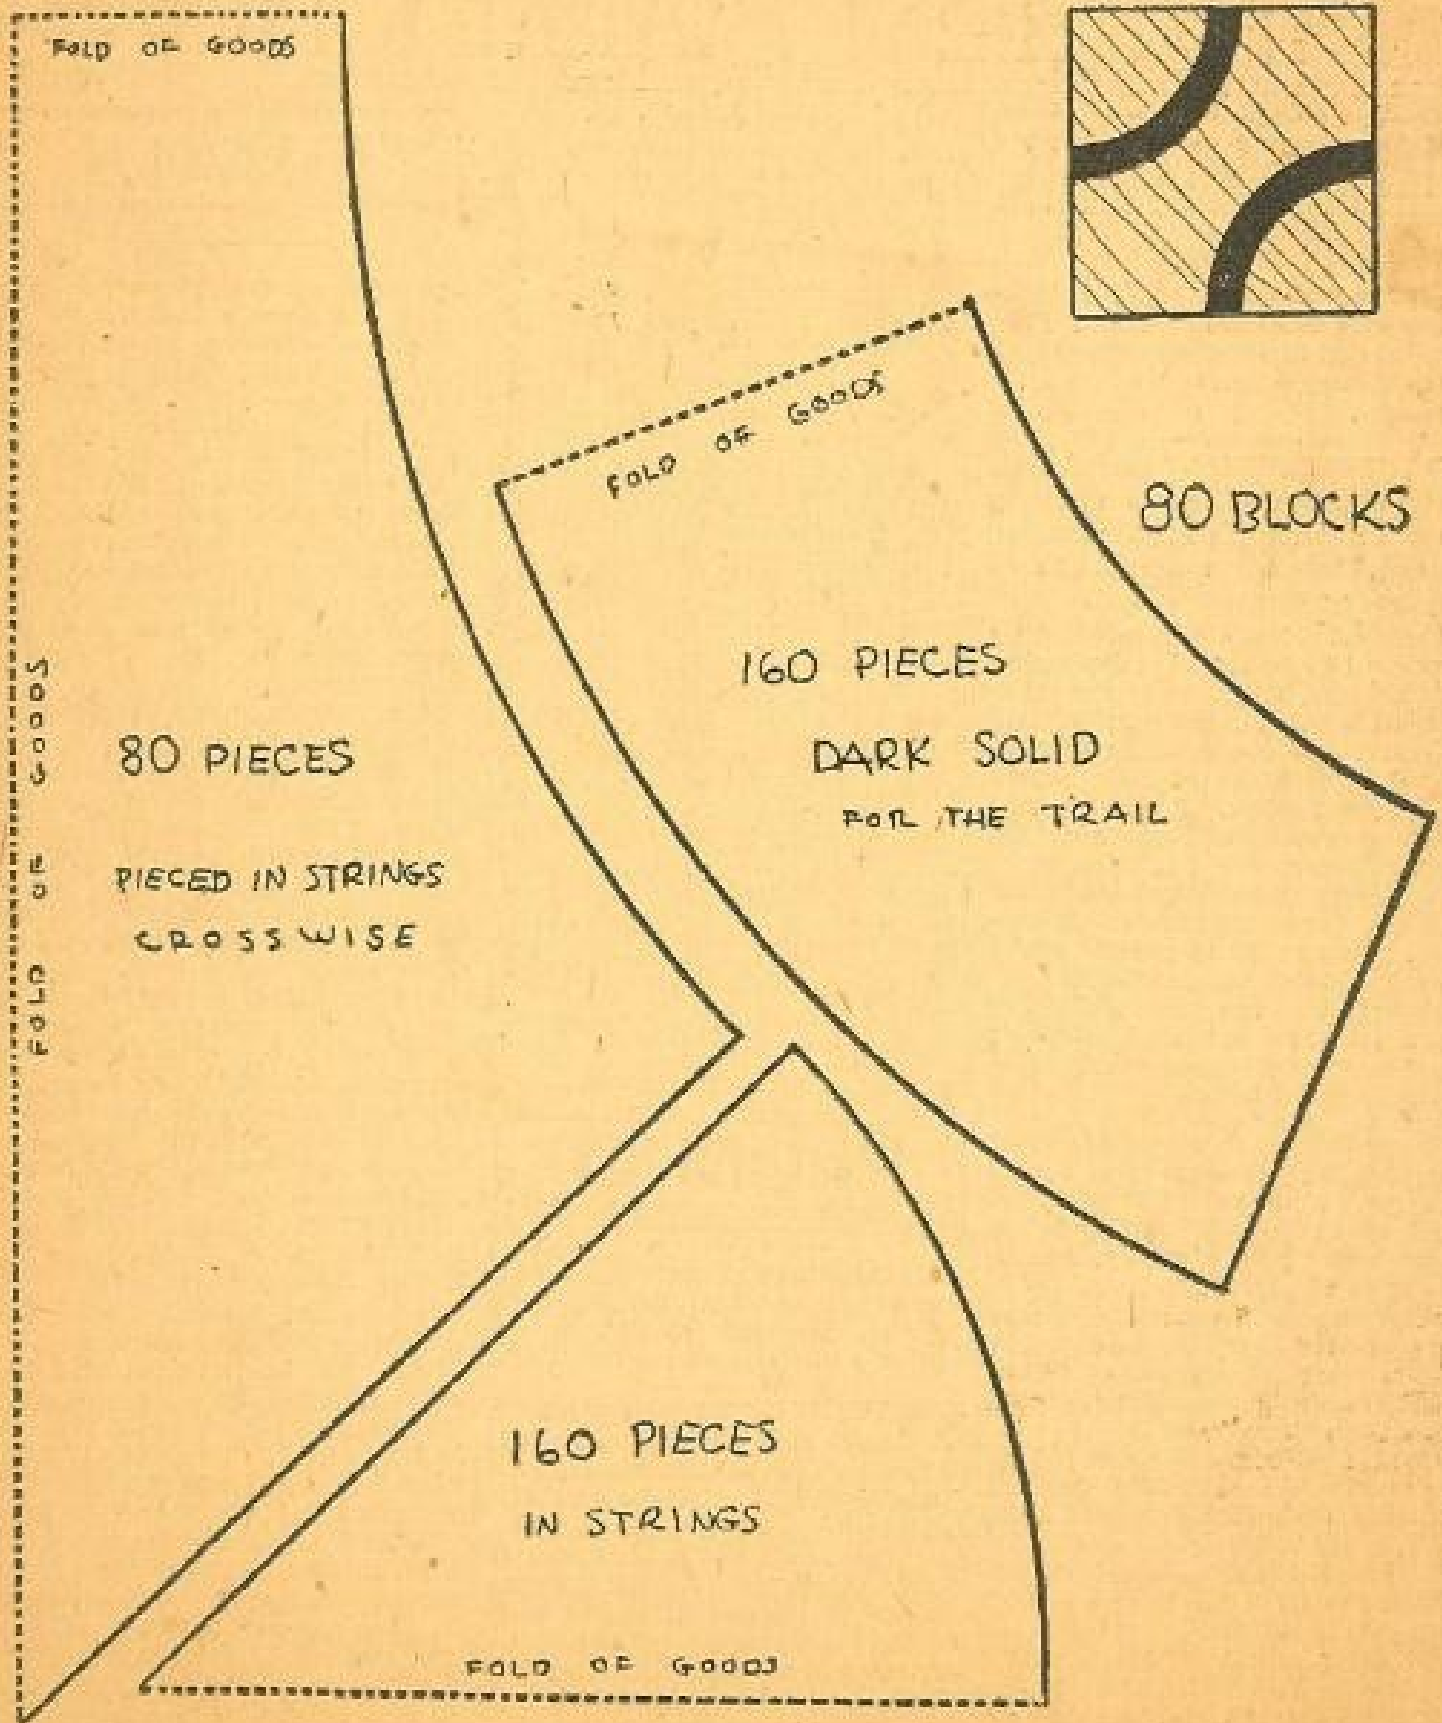 FOLD OF GOODS
FOLD OF GOODS
80 BLOCKS
160 PIECES
DARK SOLID
FOR THE TRAIL
FOLD OF GOODS
80 PIECES
PIECED IN STRINGS
CROSSWISE
160 PIECES
IN STRINGS
FOLD OF GOODS